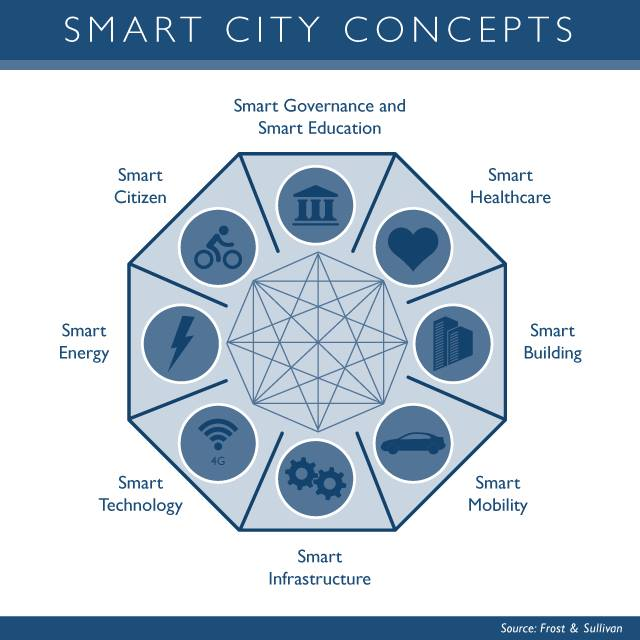 SMART CITY CONCEPTS
Smart Governance and
Smart Education
Smart
Citizen
Smart
Healthcare
Smart
Energy
Smart
Building
4G
Smart
Technology
Smart
Mobility
Smart
Infrastructure
Source: Frost & Sullivan